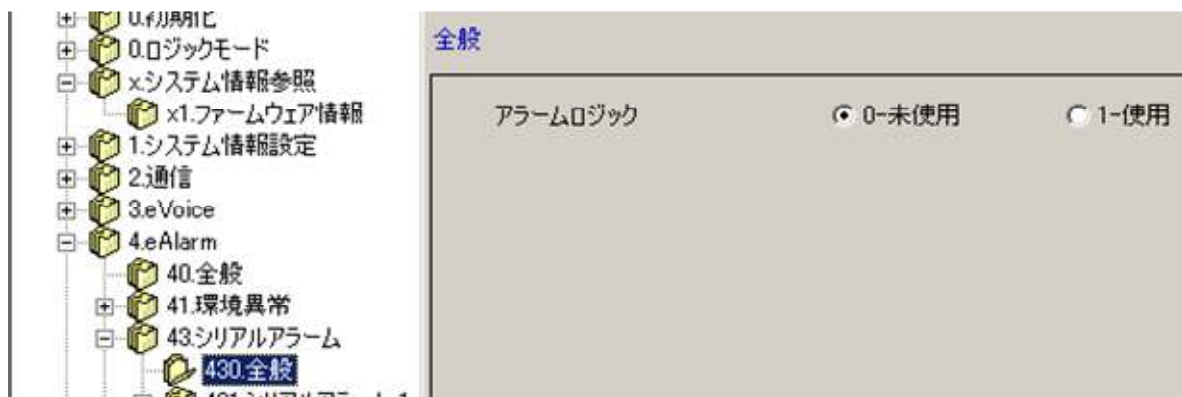 0.初期化
0.ロジックモード
x.システム情報参照
x1.ファームウェア情報
1.システム情報設定
2.通信
3.eVoice
4.eAlarm
40.全般
41.環境異常
43.シリアルアラーム
430.全般
全般
アラームロジック
0-未使用
1-使用